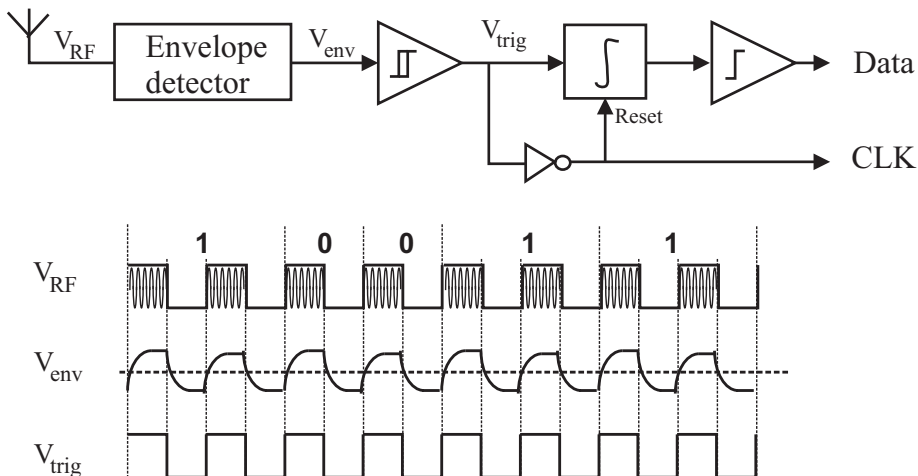 V_RF
Envelope
detector
V_env
V_trig
Reset
Data
CLK
1 0 0 1 1
V_RF
V_env
V_trig